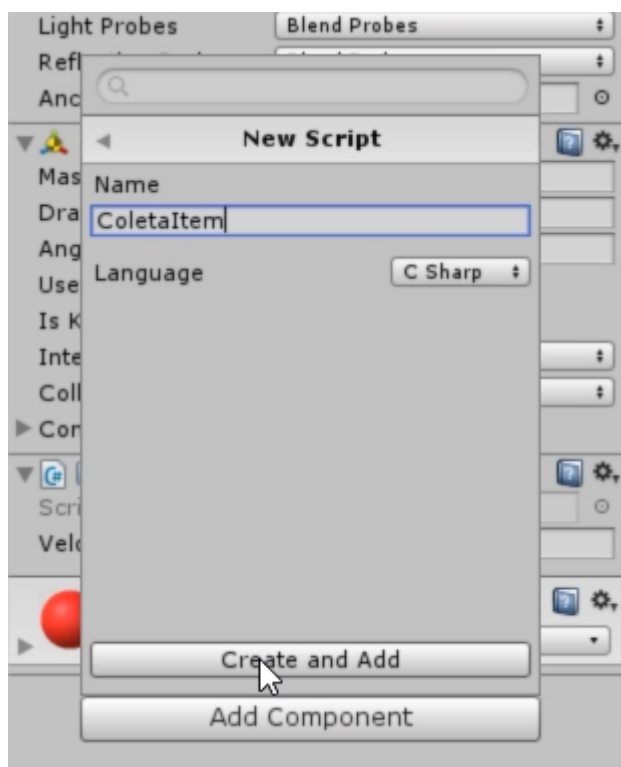 Light Probes Blend Probes
Refl
Anc
New Script
Mas
Name
Dra
ColetaItem
Ang
Language C Sharp
Use
Is K
Inte
Coll
Con
Scri
Velo
Create and Add
Add Component